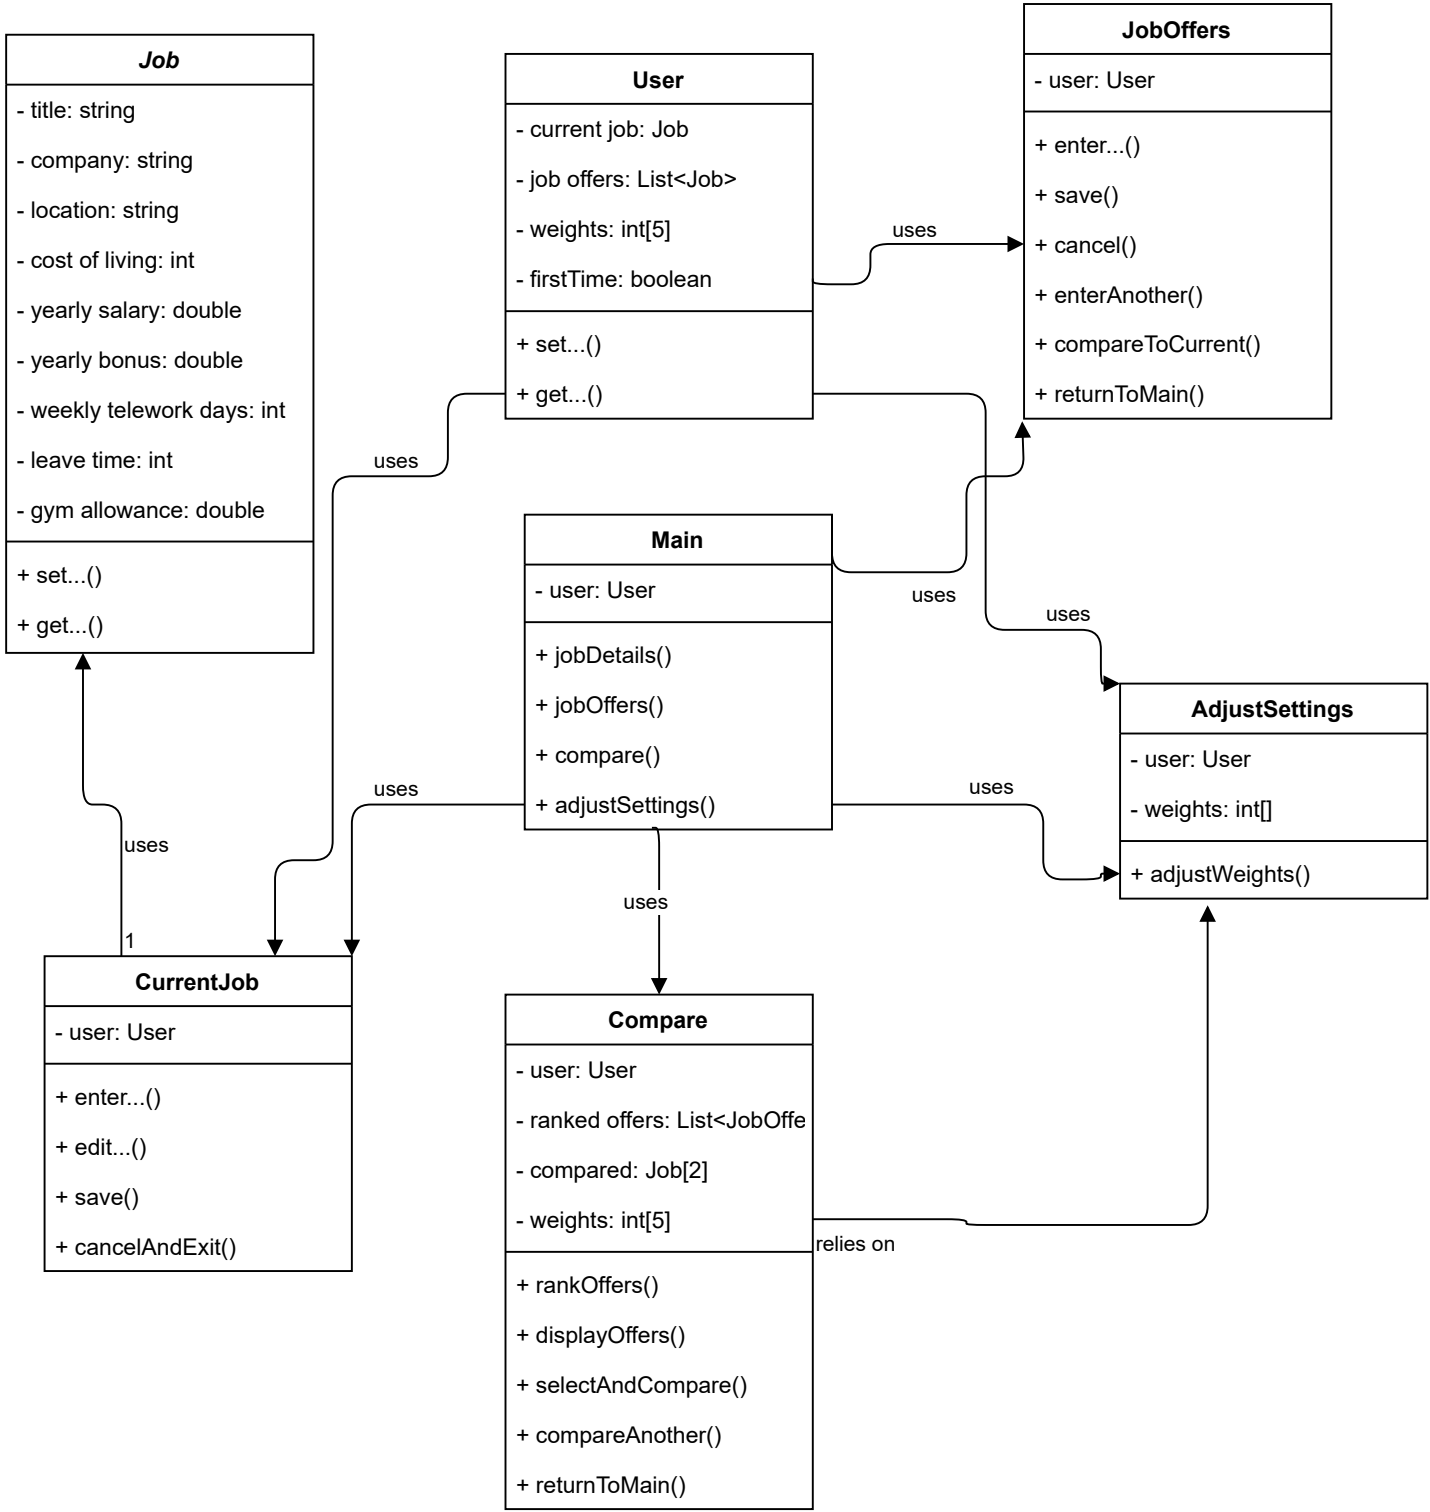 Job
- title: string
- company: string
- location: string
- cost of living: int
- yearly salary: double
- yearly bonus: double
- weekly telework days: int
- leave time: int
- gym allowance: double
+ set...()
+ get...()
User
- current job: Job
- job offers: List<Job>
- weights: int[5]
- firstTime: boolean
+ set...()
+ get...()
JobOffers
- user: User
+ enter...()
+ save()
+ cancel()
+ enterAnother()
+ compareToCurrent()
+ returnToMain()
uses
uses
uses
uses
Main
- user: User
+ jobDetails()
+ jobOffers()
+ compare()
+ adjustSettings()
AdjustSettings
- user: User
- weights: int[]
+ adjustWeights()
uses
uses
uses
uses
1
CurrentJob
- user: User
+ enter...()
+ edit...()
+ save()
+ cancelAndExit()
Compare
- user: User
- ranked offers: List<JobOffe
- compared: Job[2]
- weights: int[5]
+ rankOffers()
+ displayOffers()
+ selectAndCompare()
+ compareAnother()
+ returnToMain()
relies on